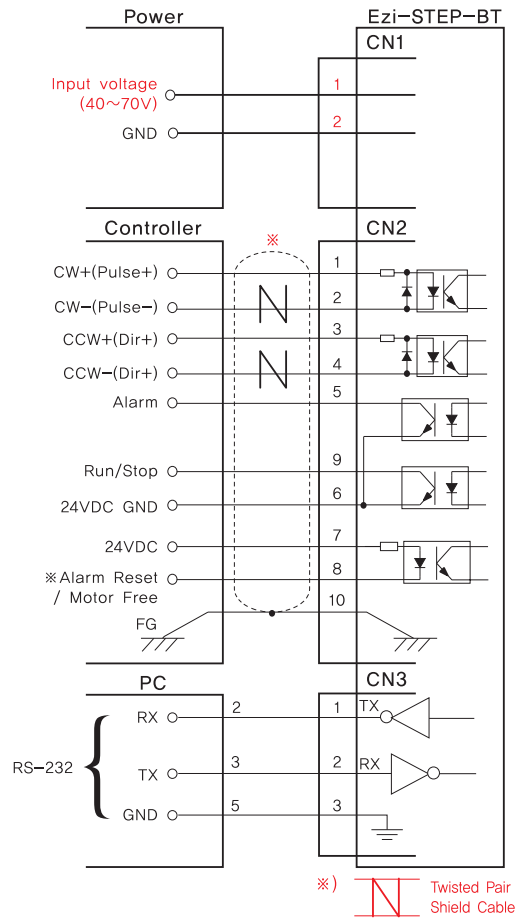 Power
Ezi-STEP-BT
CN1
Input voltage
(40~70V)
1
GND
2
Controller
※
CN2
CW+(Pulse+)
1
CW-(Pulse-)
2
CCW+(Dir+)
3
CCW-(Dir+)
4
Alarm
5
Run/Stop
9
24VDC GND
6
24VDC
7
※Alarm Reset
/ Motor Free
8
FG
10
PC
CN3
RS-232
RX
2
1
TX
TX
3
2
RX
GND
5
3
※)
Twisted Pair
Shield Cable